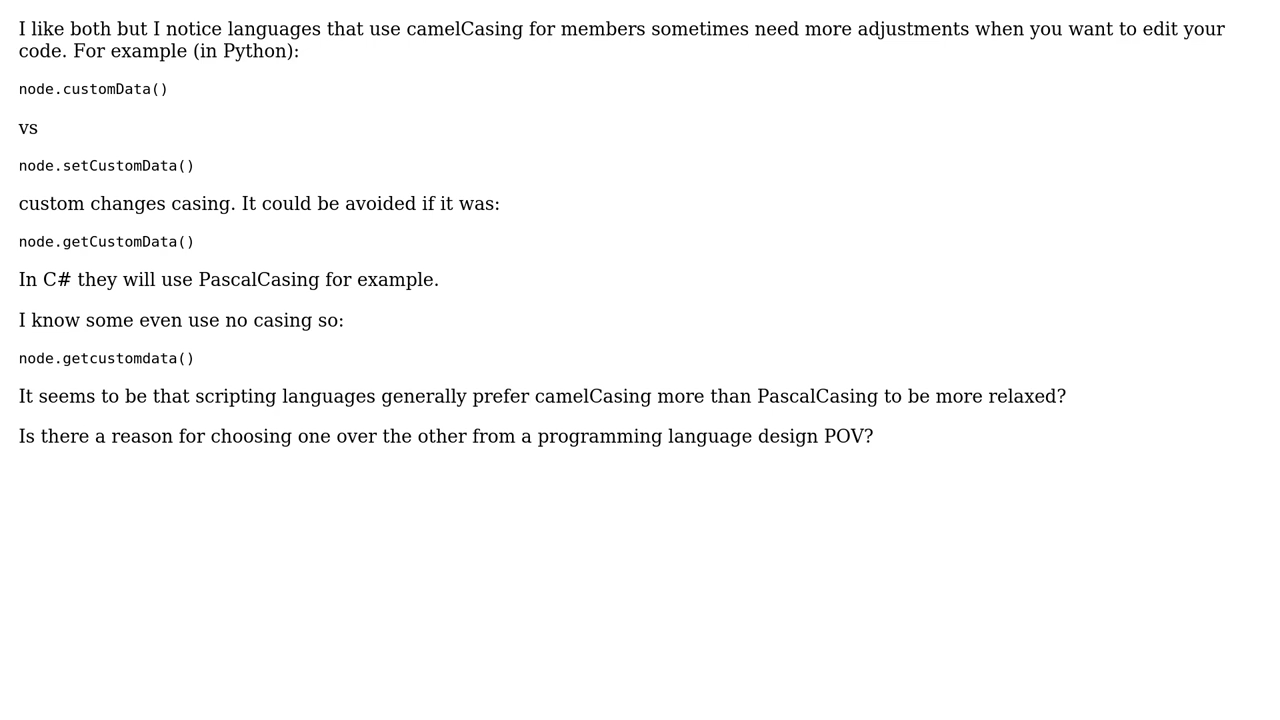 I like both but I notice languages that use camelCasing for members sometimes need more adjustments when you want to edit your
code. For example (in Python):
node.customData()
vs
node.setCustomData()
custom changes casing. It could be avoided if it was:
node.getCustomData()
In C# they will use PascalCasing for example.
I know some even use no casing so:
node.getcustomdata()
It seems to be that scripting languages generally prefer camelCasing more than PascalCasing to be more relaxed?
Is there a reason for choosing one over the other from a programming language design POV?